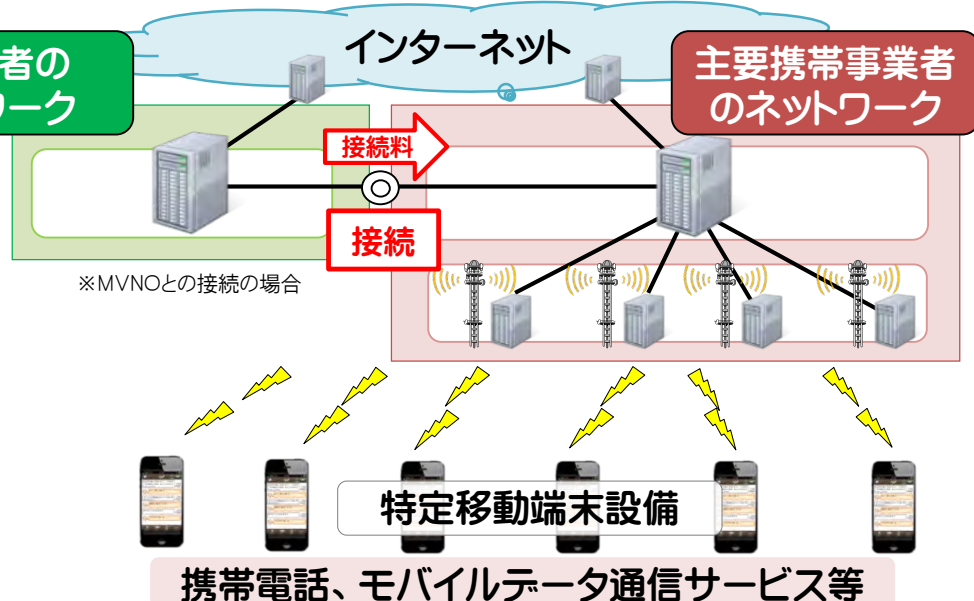 インターネット
者の
ワーク
主要携帯事業者
のネットワーク
接続料
接続
※MVNOとの接続の場合
特定移動端末設備
携帯電話、モバイルデータ通信サービス等